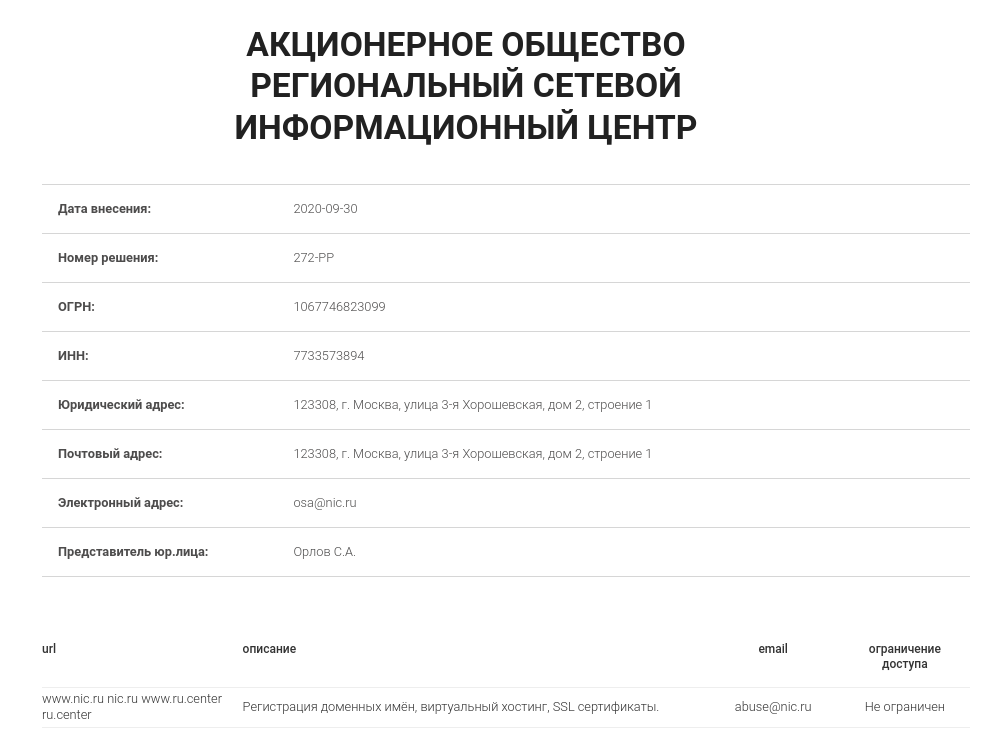 АКЦИОНЕРНОЕ ОБЩЕСТВО
РЕГИОНАЛЬНЫЙ СЕТЕВОЙ
ИНФОРМАЦИОННЫЙ ЦЕНТР
Дата внесения: 2020-09-30
Номер решения: 272-РР
ОГРН: 1067746823099
ИНН: 7733573894
Юридический адрес: 123308, г. Москва, улица 3-я Хорошевская, дом 2, строение 1
Почтовый адрес: 123308, г. Москва, улица 3-я Хорошевская, дом 2, строение 1
Электронный адрес: osa@nic.ru
Представитель юр.лица: Орлов С.А.
url описание email ограничение
доступа
www.nic.ru nic.ru www.ru.center
ru.center
Регистрация доменных имён, виртуальный хостинг, SSL сертификаты. abuse@nic.ru Не ограничен